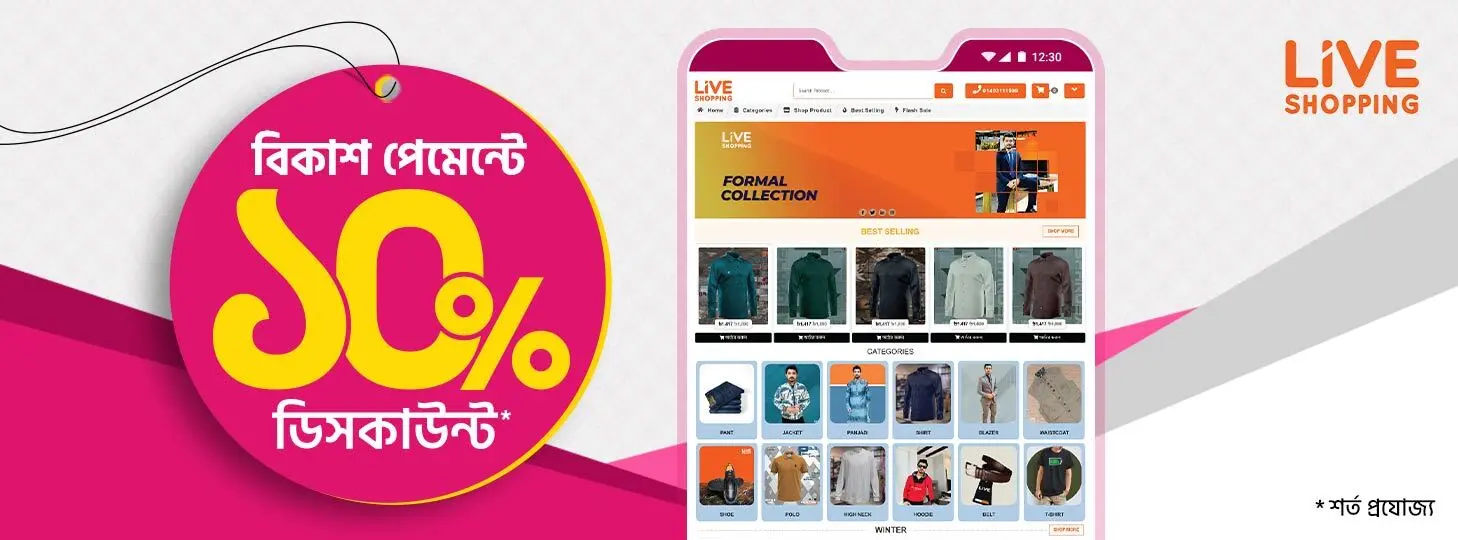 বিকাশ পেমেন্টে
১০%
ডিসকাউন্ট*
12:30
LiVE
SHOPPING
Home Categories Shop Product Best Selling Flash Sale
LiVE
SHOPPING
FORMAL
COLLECTION
BEST SELLING
SHOP MORE
CATEGORIES
PANT JACKET PANJABI SHIRT BLAZER WAISTCOAT
SHOE POLO HIGH NECK HOODIE BELT T-SHIRT
WINTER
SHOP MORE
LiVE
SHOPPING
* শর্ত প্রযোজ্য